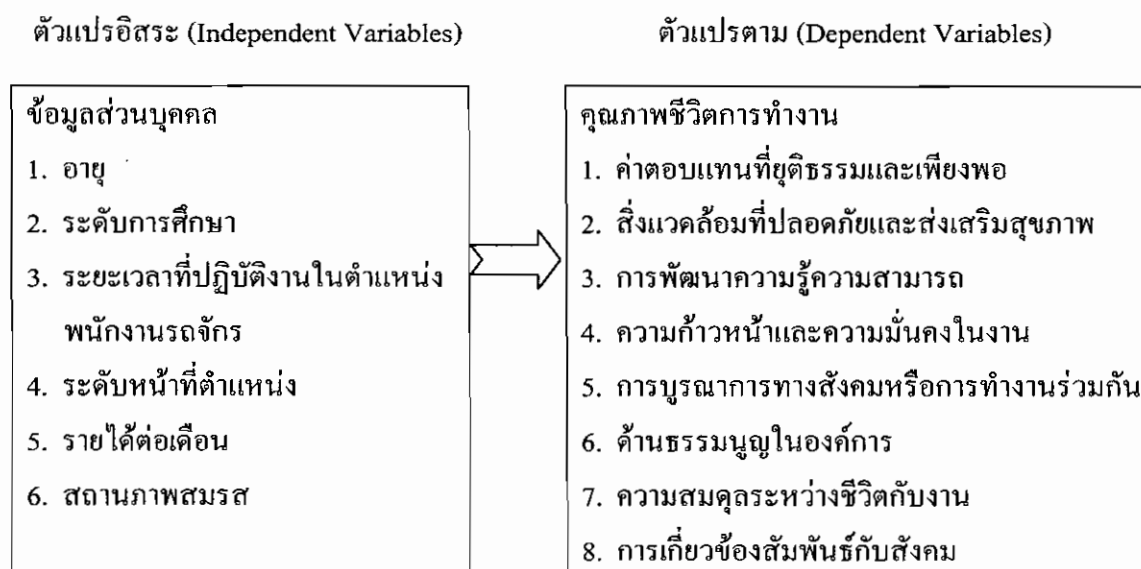 ตัวแปรอิสระ (Independent Variables)
ข้อมูลส่วนบุคคล
1. อายุ
2. ระดับการศึกษา
3. ระยะเวลาที่ปฏิบัติงานในตำแหน่ง
พนักงานรถจักร
4. ระดับหน้าที่ตำแหน่ง
5. รายได้ต่อเดือน
6. สถานภาพสมรส
ตัวแปรตาม (Dependent Variables)
คุณภาพชีวิตการทำงาน
1. ค่าตอบแทนที่ยุติธรรมและเพียงพอ
2. สิ่งแวดล้อมที่ปลอดภัยและส่งเสริมสุขภาพ
3. การพัฒนาความรู้ความสามารถ
4. ความก้าวหน้าและความมั่นคงในงาน
5. การบูรณาการทางสังคมหรือการทำงานร่วมกัน
6. ด้านธรรมนูญในองค์การ
7. ความสมดุลระหว่างชีวิตกับงาน
8. การเกี่ยวข้องสัมพันธ์กับสังคม